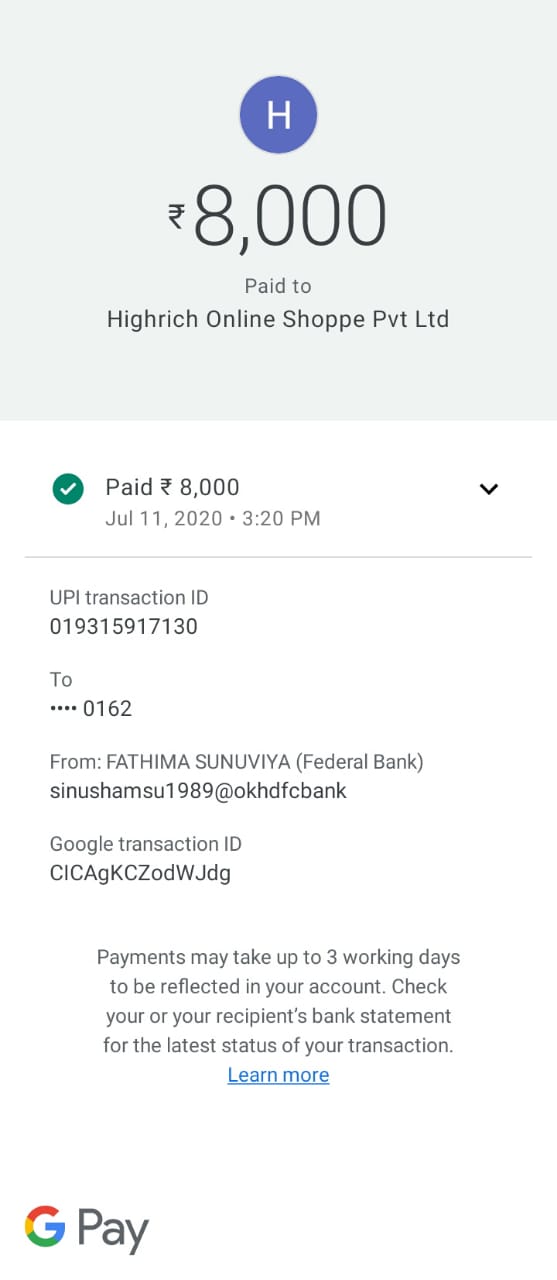 H
₹8,000
Paid to
Highrich Online Shoppe Pvt Ltd
Paid ₹ 8,000
Jul 11, 2020 • 3:20 PM
UPI transaction ID
019315917130
To
•••• 0162
From: FATHIMA SUNUVIYA (Federal Bank)
sinushamsu1989@okhdfcbank
Google transaction ID
CICAgKCZodWJdg
Payments may take up to 3 working days
to be reflected in your account. Check
your or your recipient’s bank statement
for the latest status of your transaction.
Learn more
G Pay